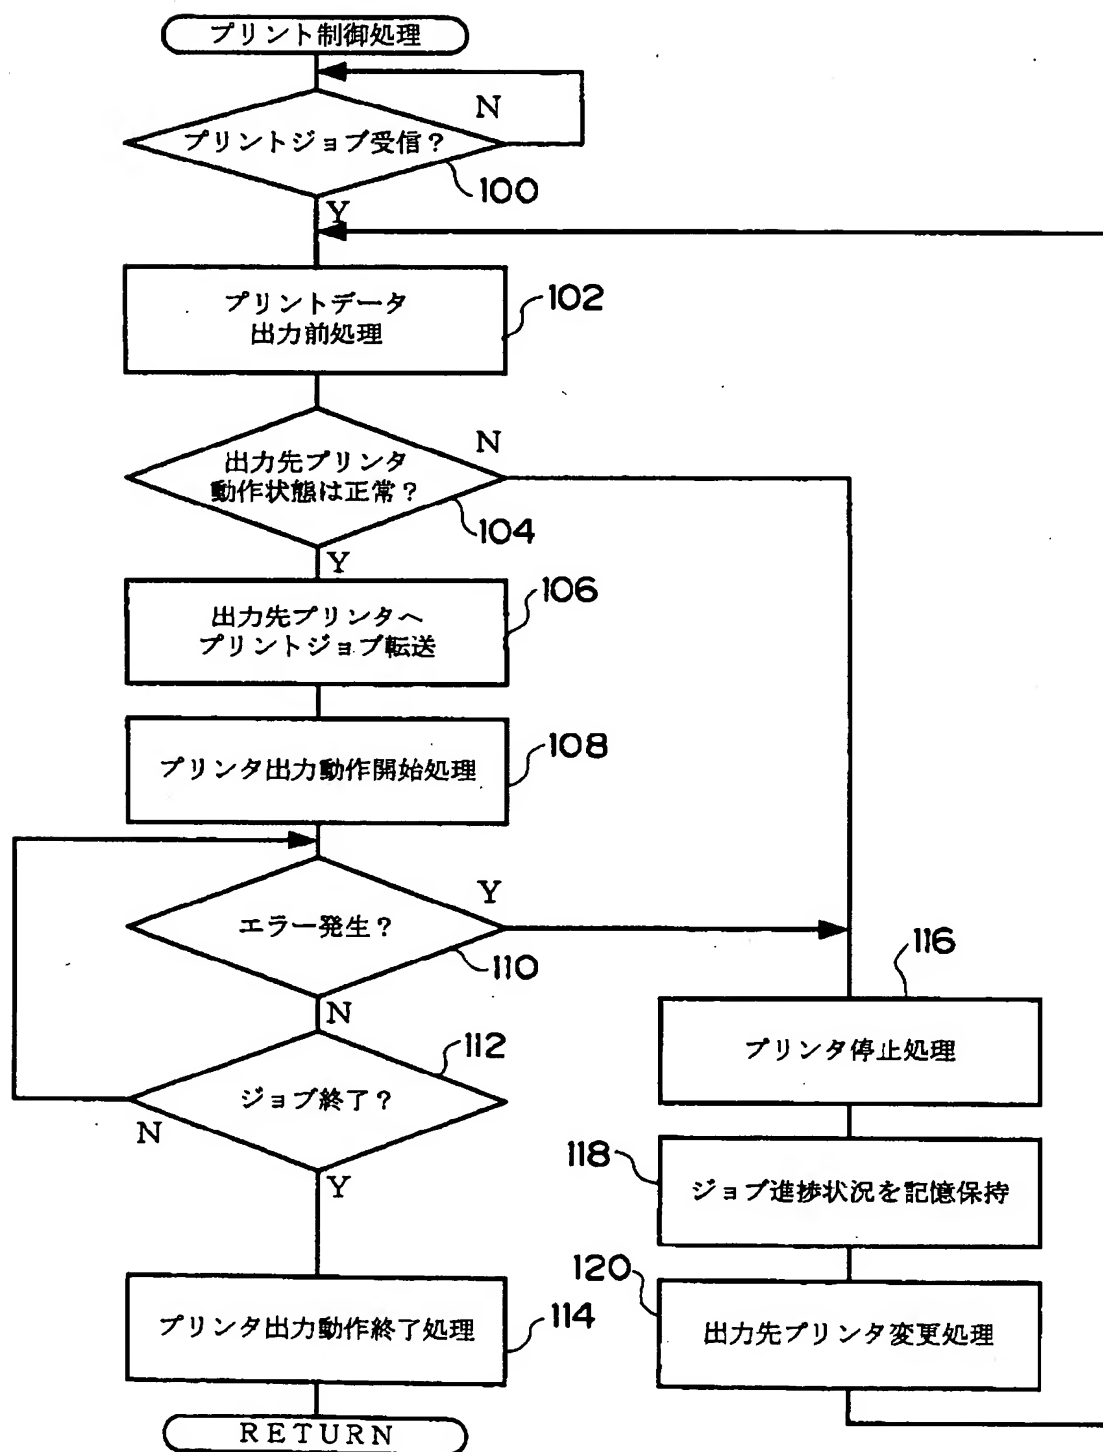 プリント制御処理
N
プリントジョブ受信?
100
Y
プリントデータ
出力前処理
102
N
出力先プリンタ
動作状態は正常?
104
Y
出力先プリンタへ
プリントジョブ転送
106
プリンタ出力動作開始処理
108
Y
エラー発生?
110
N
112
ジョブ終了?
N
Y
プリンタ出力動作終了処理
114
RETURN
116
プリンタ停止処理
118
ジョブ進捗状況を記憶保持
120
出力先プリンタ変更処理